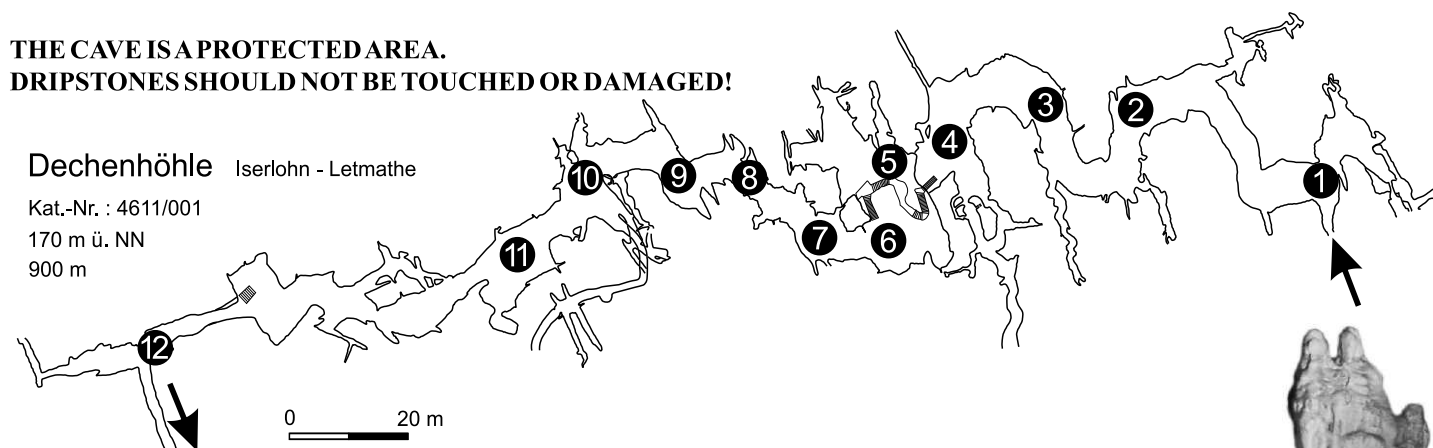 THE CAVE IS A PROTECTED AREA.
DRIPSTONES SHOULD NOT BE TOUCHED OR DAMAGED!
Dechenhöhle Iserlohn - Letmathe
Kat.-Nr. : 4611/001
170 m ü. NN
900 m
1
2
3
4
5
6
7
8
9
10
11
12
0 20 m